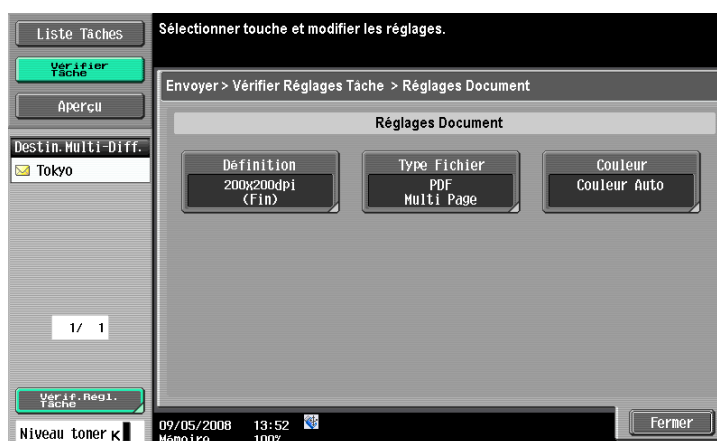 Liste Tâches
Sélectionner touche et modifier les réglages.
Vérifier
Tâche
Aperçu
Envoyer > Vérifier Réglages Tâche > Réglages Document
Réglages Document
Destin.Multi-Diff.
Tokyo
Définition
200x200dpi
(Fin)
Type Fichier
PDF
Multi Page
Couleur
Couleur Auto
1/ 1
Vérif.Régl.
Tâche
Niveau toner K
09/05/2008 13:52
Mémoire 100%
Fermer